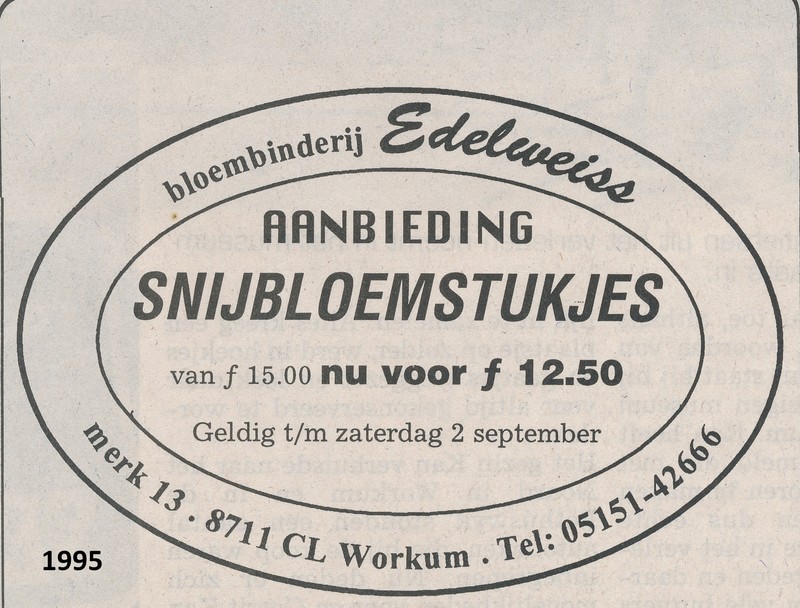 bloembinderij Edelweiss
AANBIEDING
SNIJBLOEMSTUKJES
van ƒ 15.00 nu voor ƒ 12.50
Geldig t/m zaterdag 2 september
merk 13 · 8711 CL Workum · Tel: 05151-42666
1995